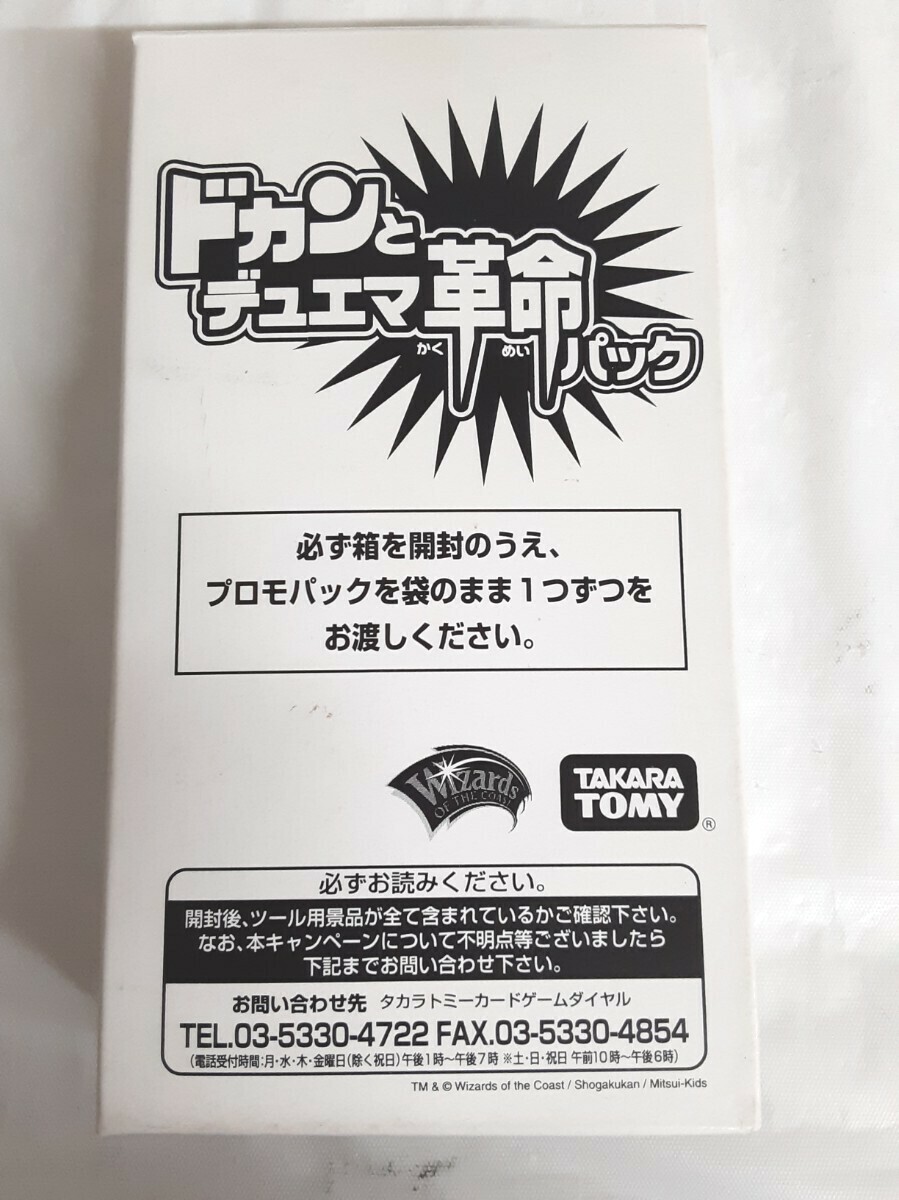 ドカンと
デュエマ革命パック
かくめい
必ず箱を開封のうえ、
プロモパックを袋のまま1つずつを
お渡しください。
Wizards
OF THE COAST
TAKARA
TOMY
®
必ずお読みください。
開封後、ツール用景品が全て含まれているかご確認下さい。
なお、本キャンペーンについて不明点等ございましたら
下記までお問い合わせ下さい。
お問い合わせ先 タカラトミーカードゲームダイヤル
TEL.03-5330-4722 FAX.03-5330-4854
(電話受付時間:月・水・木・金曜日(除く祝日)午後1時~午後7時 ※土・日・祝日 午前10時~午後6時)
TM & © Wizards of the Coast / Shogakukan / Mitsui-Kids